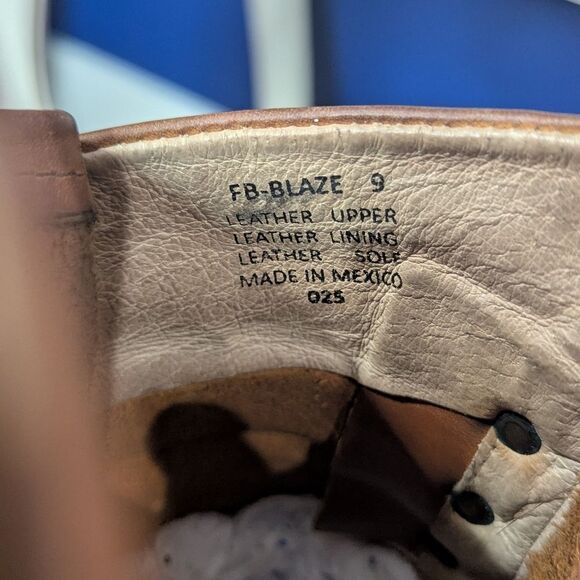 FB-BLAZE 9
LEATHER UPPER
LEATHER LINING
LEATHER SOLE
MADE IN MEXICO
025